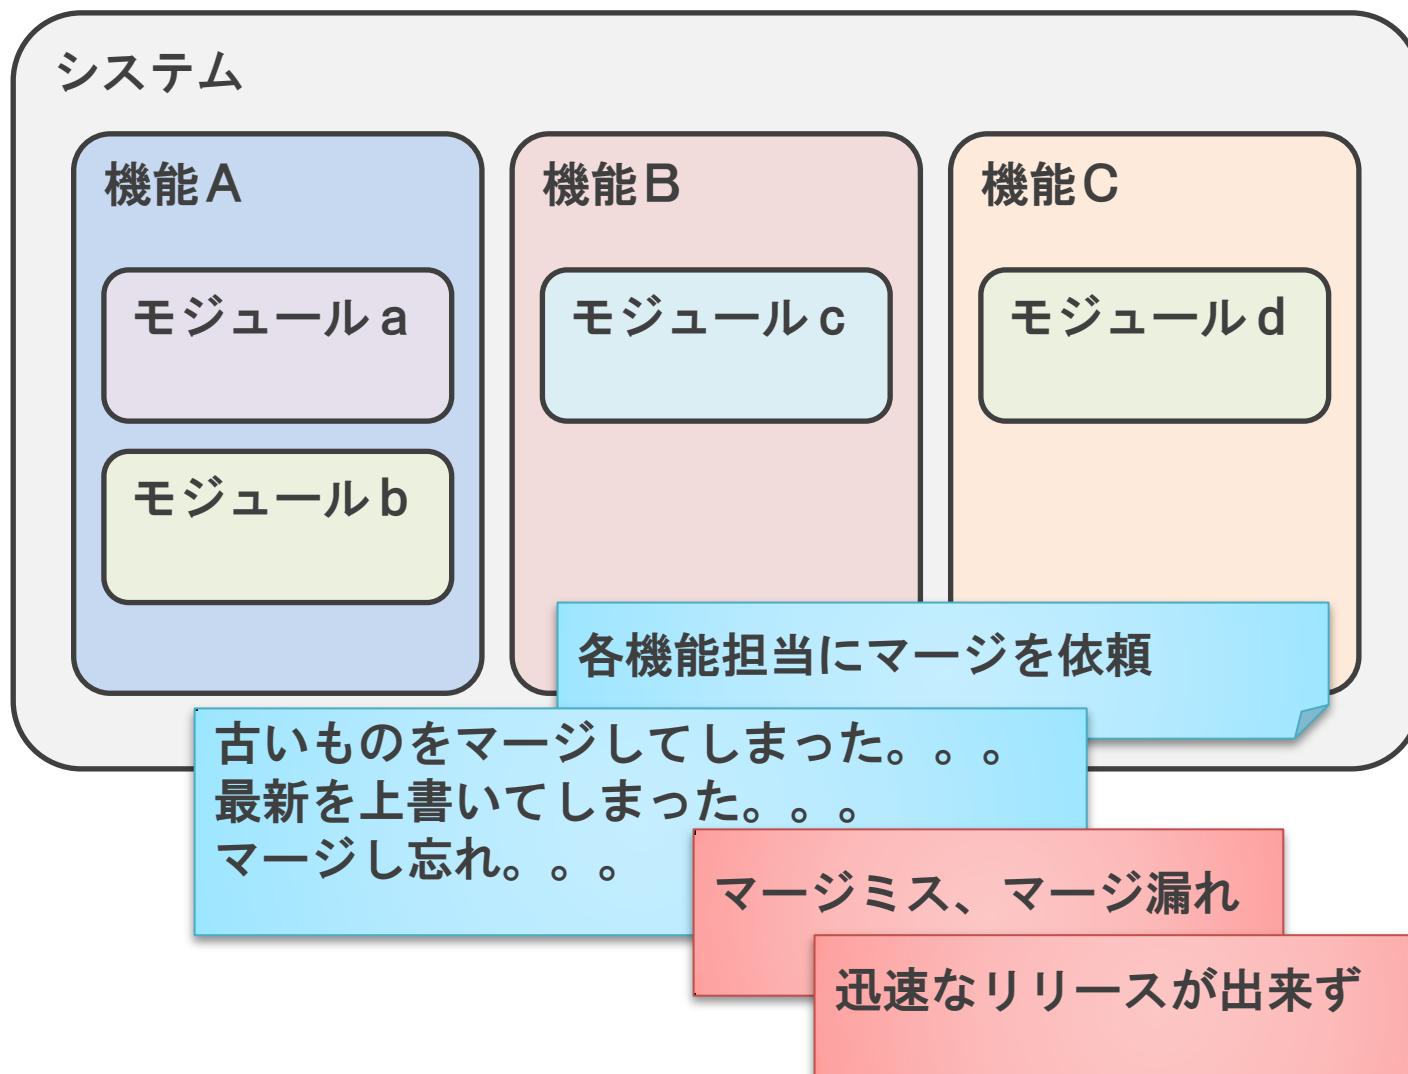 システム
機能Ａ
モジュールａ
モジュールｂ
機能Ｂ
モジュールｃ
機能Ｃ
モジュールｄ
各機能担当にマージを依頼
古いものをマージしてしまった。。。
最新を上書いてしまった。。。
マージし忘れ。。。
マージミス、マージ漏れ
迅速なリリースが出来ず